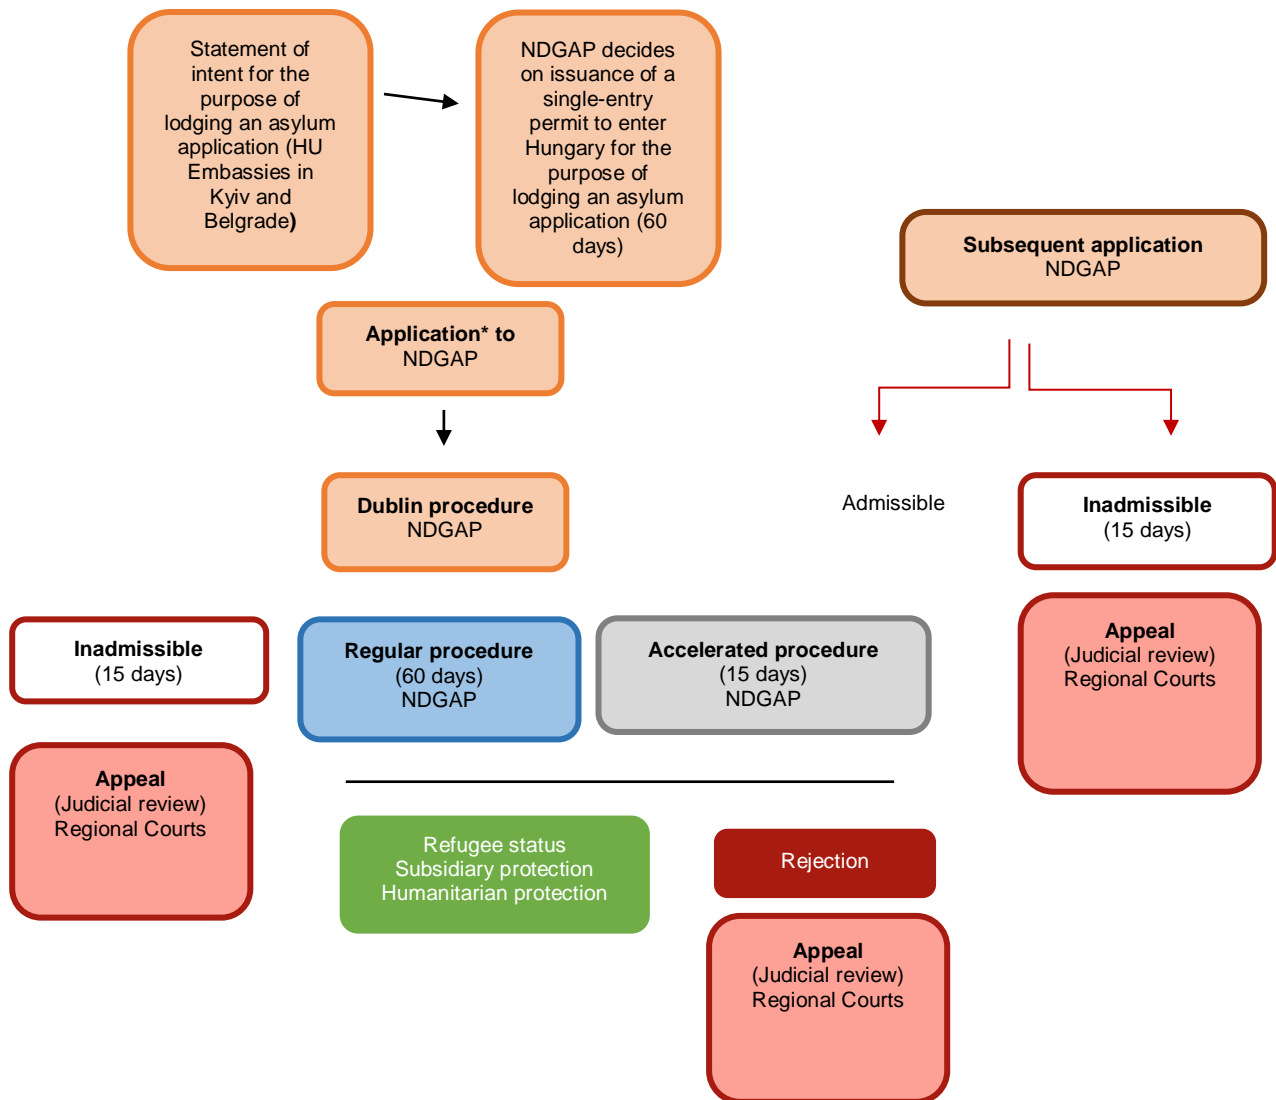 Statement of
intent for the
purpose of
lodging an asylum
application (HU
Embassies in
Kyiv and
Belgrade)
NDGAP decides
on issuance of a
single-entry
permit to enter
Hungary for the
purpose of
lodging an asylum
application (60
days)
Subsequent application
NDGAP
Application* to
NDGAP
Dublin procedure
NDGAP
Admissible
Inadmissible
(15 days)
Inadmissible
(15 days)
Regular procedure
(60 days)
NDGAP
Accelerated procedure
(15 days)
NDGAP
Appeal
(Judicial review)
Regional Courts
Appeal
(Judicial review)
Regional Courts
Refugee status
Subsidiary protection
Humanitarian protection
Rejection
Appeal
(Judicial review)
Regional Courts